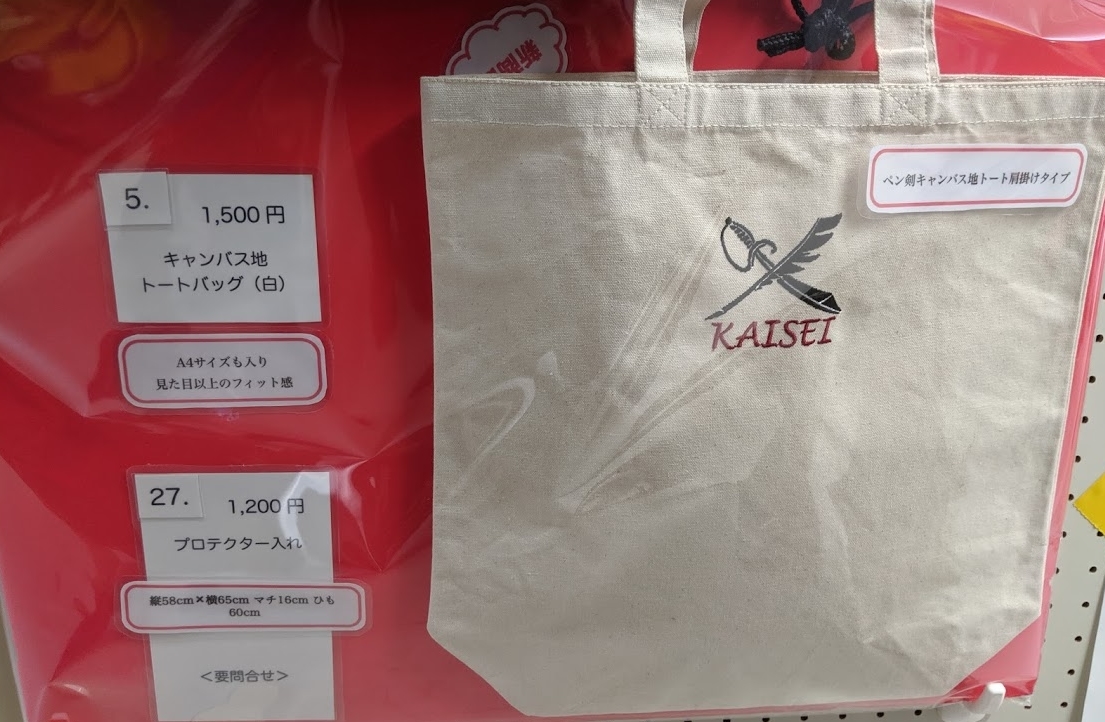 新商
5.
1,500円
キャンバス地
トートバッグ（白）
A4サイズも入り
見た目以上のフィット感
27.
1,200円
プロテクター入れ
縦58cm×横65cm マチ16cm ひも
60cm
＜要問合せ＞
ペン剣キャンバス地トート肩掛けタイプ
KAISEI